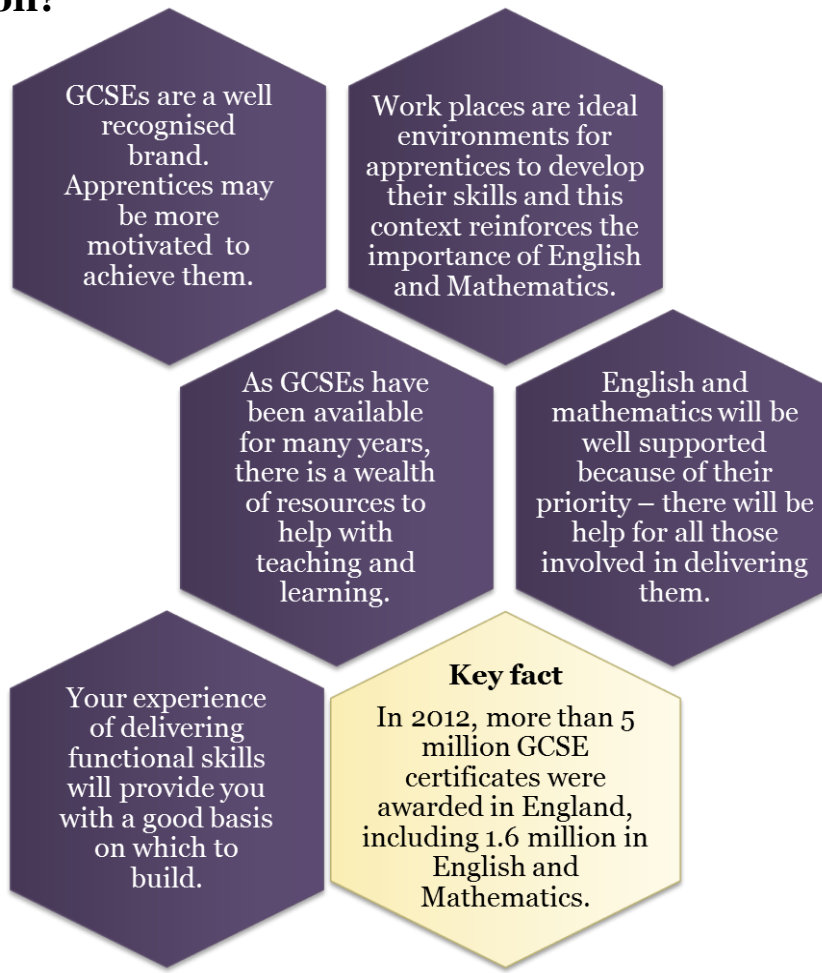 GCSEs are a well
recognised
brand.
Apprentices may
be more
motivated to
achieve them.
Work places are ideal
environments for
apprentices to develop
their skills and this
context reinforces the
importance of English
and Mathematics.
As GCSEs have
been available
for many years,
there is a wealth
of resources to
help with
teaching and
learning.
English and
mathematics will be
well supported
because of their
priority – there will be
help for all those
involved in delivering
them.
Your experience
of delivering
functional skills
will provide you
with a good basis
on which to
build.
Key fact
In 2012, more than 5
million GCSE
certificates were
awarded in England,
including 1.6 million in
English and
Mathematics.